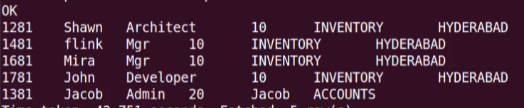 OK
1281 Shawn Architect 10 INVENTORY HYDERABAD
1481 flink Mgr 10 INVENTORY HYDERABAD
1681 Mira Mgr 10 INVENTORY HYDERABAD
1781 John Developer 10 INVENTORY HYDERABAD
1381 Jacob Admin 20 Jacob ACCOUNTS
Time taken: 42.751 seconds, Fetched: 5 row(s)